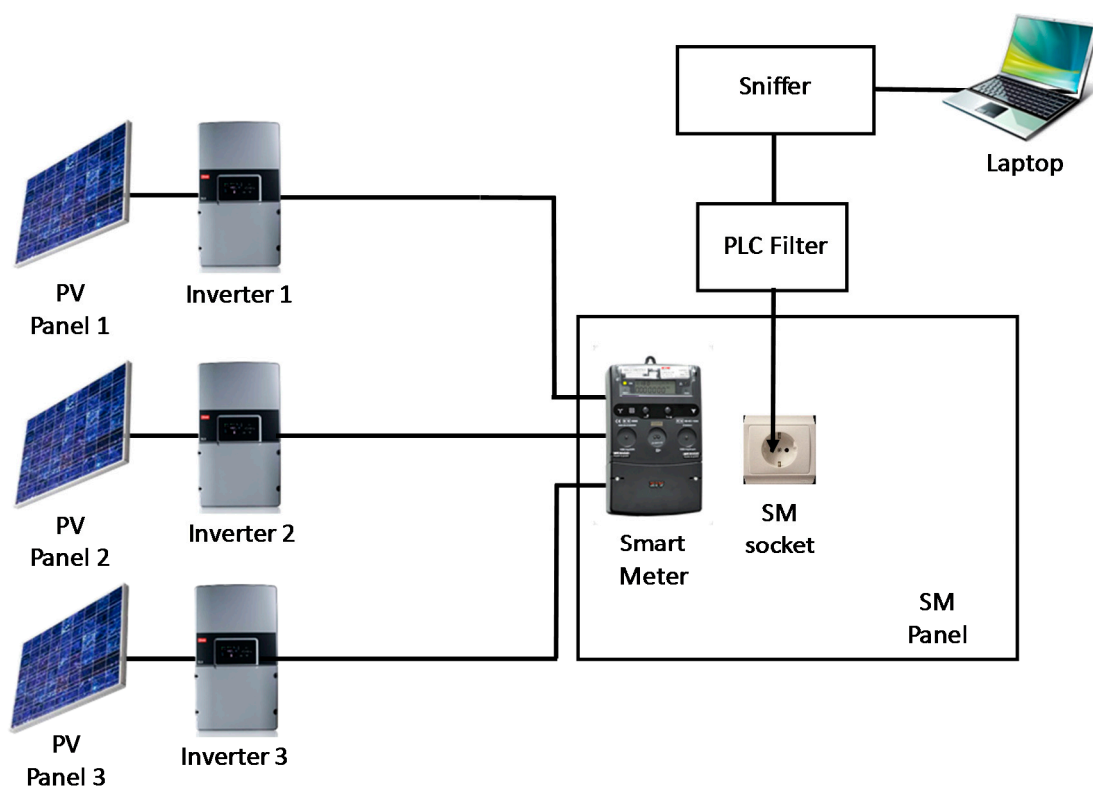 Sniffer
Laptop
PLC Filter
PV
Panel 1
Inverter 1
PV
Panel 2
Inverter 2
Smart
Meter
SM
socket
SM
Panel
PV
Panel 3
Inverter 3